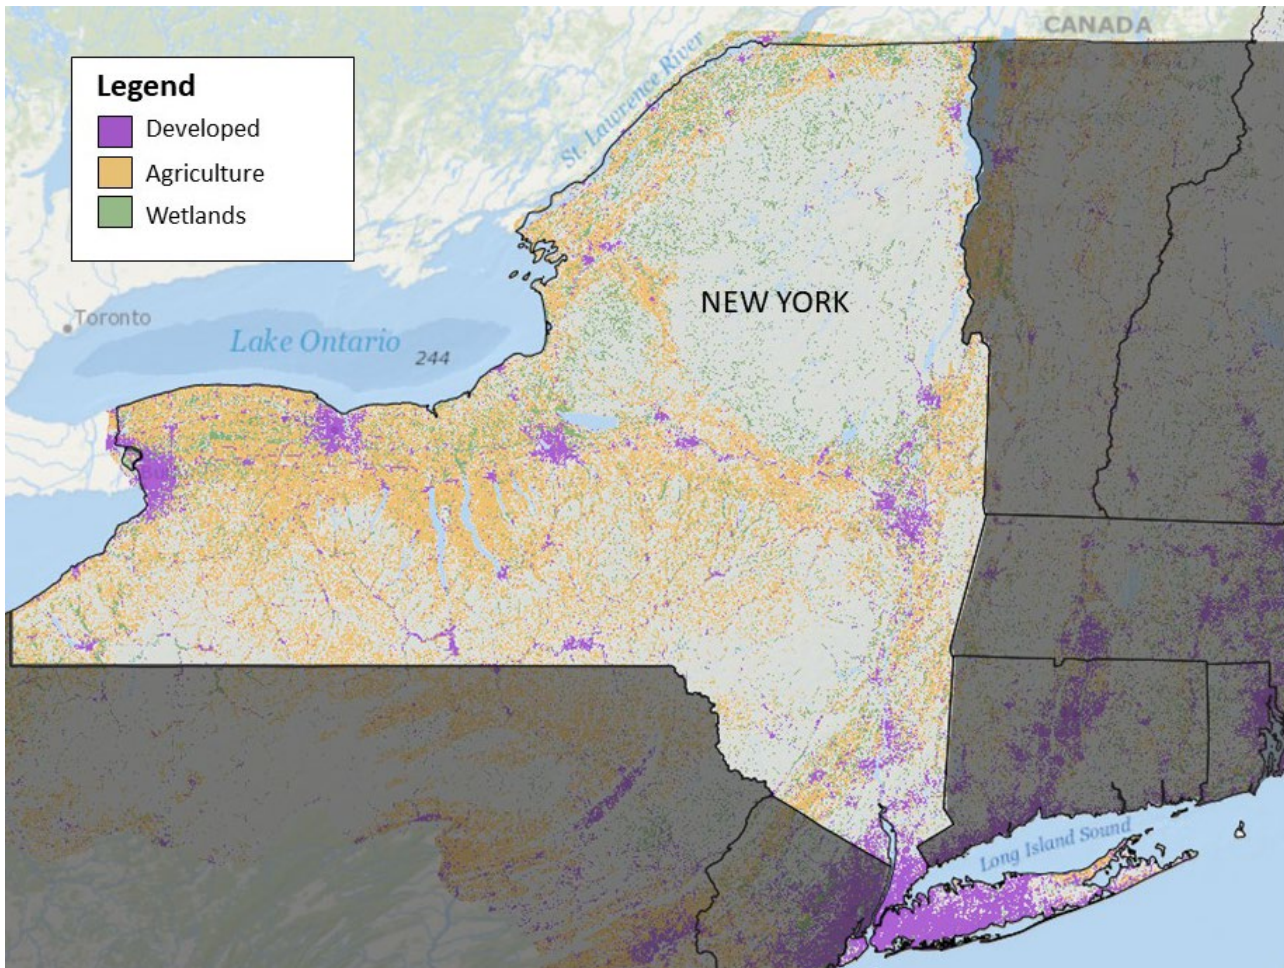 CANADA
Legend
Developed
Agriculture
Wetlands
St. Lawrence River
NEW YORK
Toronto
Lake Ontario
244
Long Island Sound